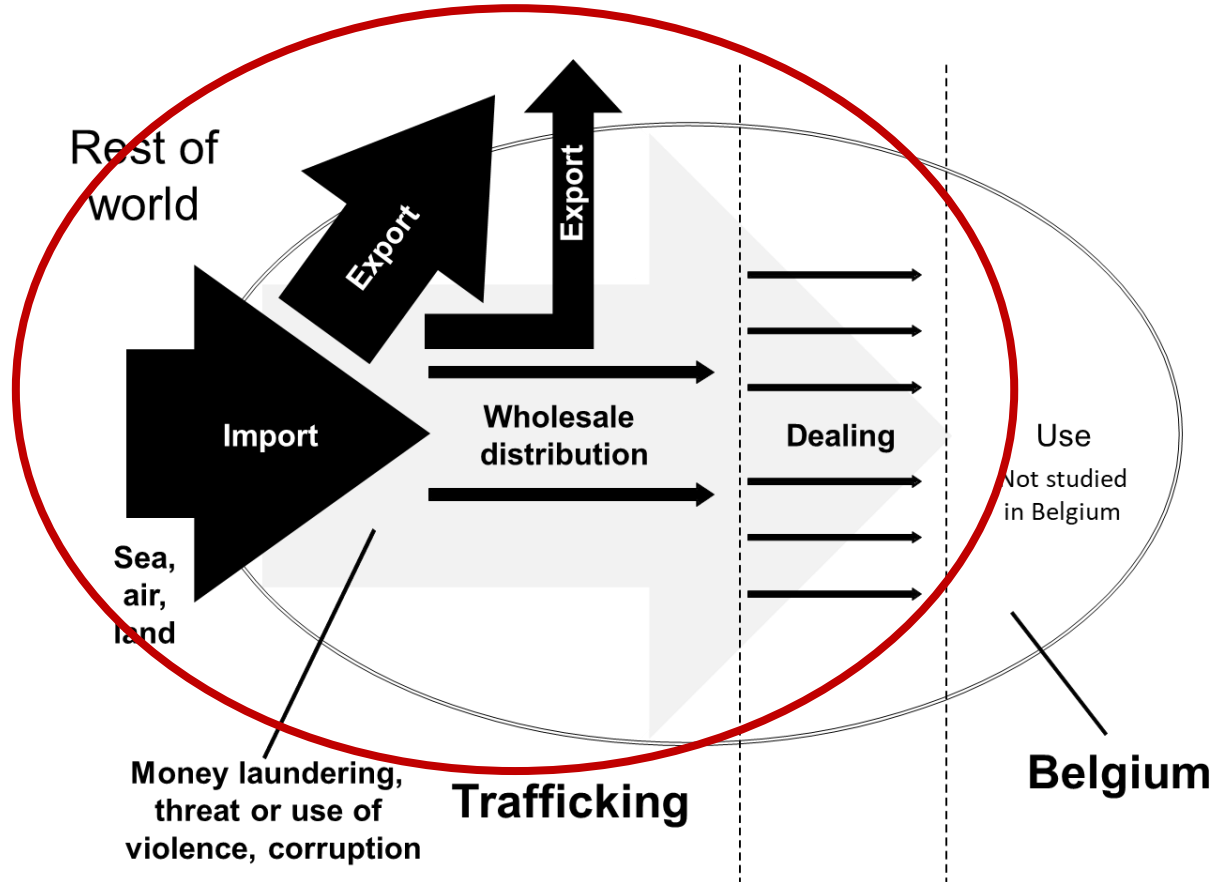 Rest of
world
Export
Export
Import
Wholesale
distribution
Dealing
Use
Not studied
in Belgium
Sea,
air,
land
Money laundering,
threat or use of
violence, corruption
Trafficking
Belgium